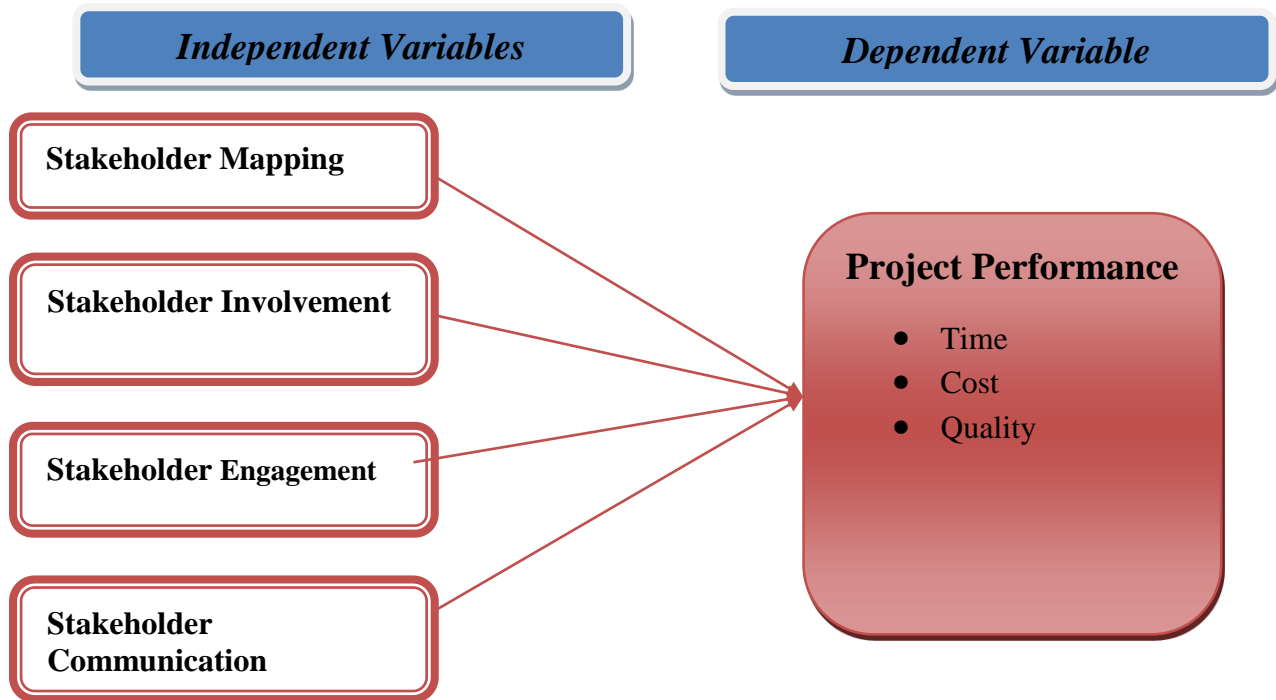 Independent Variables
Dependent Variable
Stakeholder Mapping
Stakeholder Involvement
Stakeholder Engagement
Stakeholder
Communication
Project Performance
• Time
• Cost
• Quality